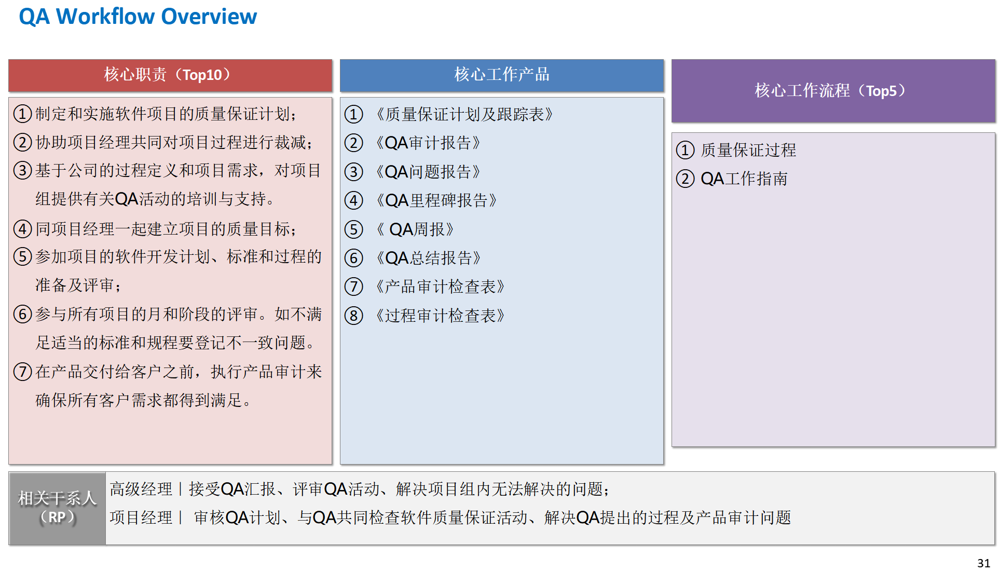 QA Workflow Overview
核心职责（Top10）
①制定和实施软件项目的质量保证计划；
②协助项目经理共同对项目过程进行裁减；
③基于公司的过程定义和项目需求，对项目
组提供有关QA活动的培训与支持。
④同项目经理一起建立项目的质量目标；
⑤参加项目的软件开发计划、标准和过程的
准备及评审；
⑥参与所有项目的月和阶段的评审。如不满
足适当的标准和规程要登记不一致问题。
⑦在产品交付给客户之前，执行产品审计来
确保所有客户需求都得到满足。
核心工作产品
① 《质量保证计划及跟踪表》
② 《QA审计报告》
③ 《QA问题报告》
④ 《QA里程碑报告》
⑤ 《 QA周报》
⑥ 《QA总结报告》
⑦ 《产品审计检查表》
⑧ 《过程审计检查表》
核心工作流程（Top5）
① 质量保证过程
② QA工作指南
相关干系人
（RP）
高级经理｜接受QA汇报、评审QA活动、解决项目组内无法解决的问题；
项目经理｜ 审核QA计划、与QA共同检查软件质量保证活动、解决QA提出的过程及产品审计问题
31